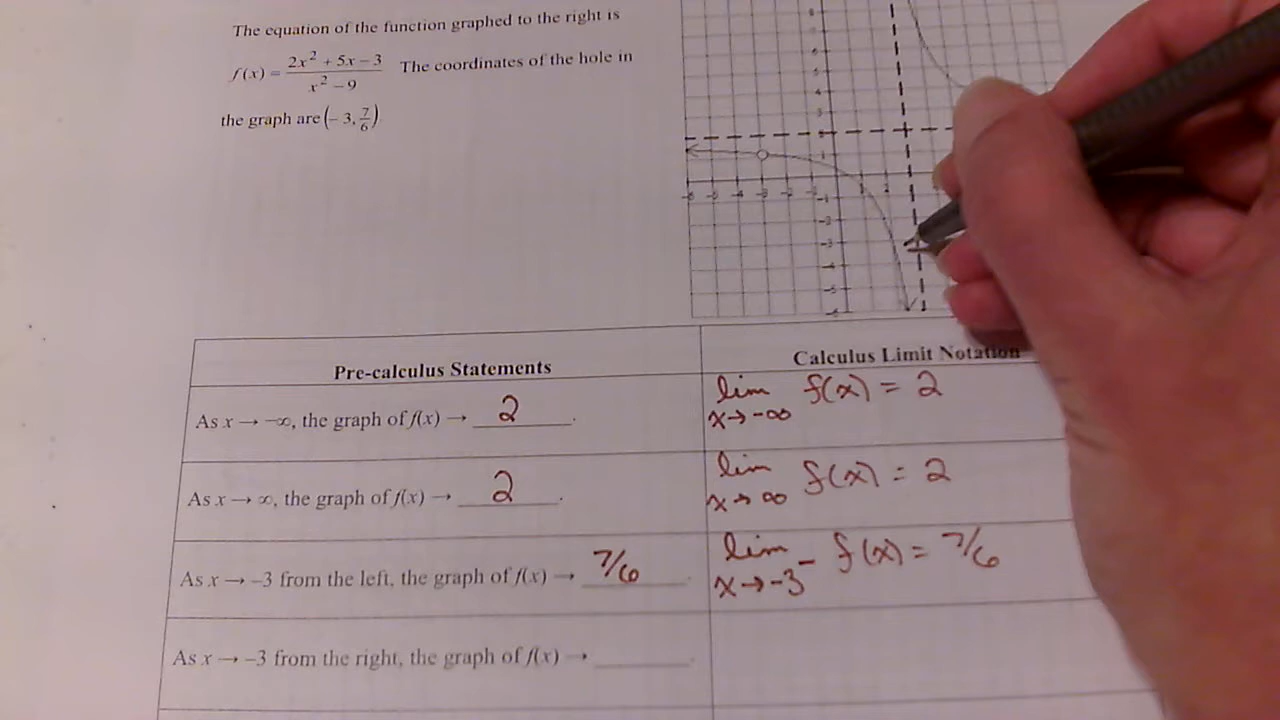 The equation of the function graphed to the right is
f(x) = (2x² + 5x − 3)/(x² − 9) The coordinates of the hole in
the graph are (−3, 7/6)
Pre-calculus Statements
Calculus Limit Notation
As x → −∞, the graph of f(x) → 2.
lim x→−∞ f(x) = 2
As x → ∞, the graph of f(x) → 2.
lim x→∞ f(x) = 2
As x → −3 from the left, the graph of f(x) → 7/6.
lim x→−3⁻ f(x) = 7/6
As x → −3 from the right, the graph of f(x) → ______.